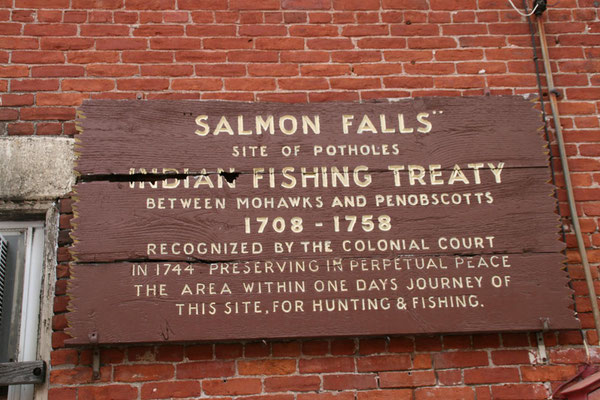 SALMON FALLS"
SITE OF POTHOLES
INDIAN FISHING TREATY
BETWEEN MOHAWKS AND PENOBSCOTTS
1708 - 1758
RECOGNIZED BY THE COLONIAL COURT
IN 1744 PRESERVING IN PERPETUAL PEACE
THE AREA WITHIN ONE DAYS JOURNEY OF
THIS SITE, FOR HUNTING & FISHING.